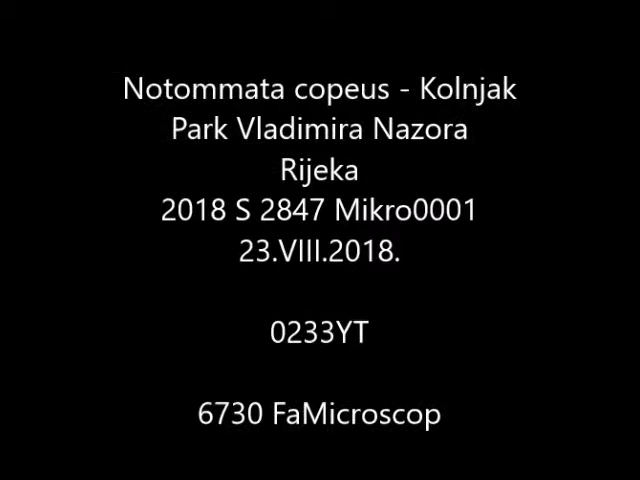 Notommata copeus - Kolnjak
Park Vladimira Nazora
Rijeka
2018 S 2847 Mikro0001
23.VIII.2018.
0233YT
6730 FaMicroscop